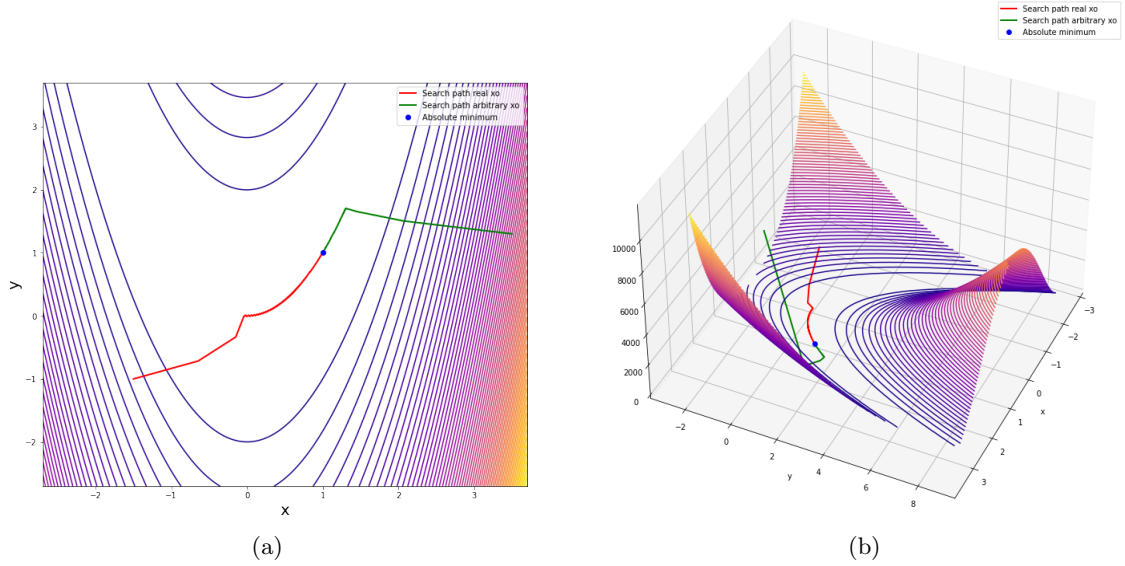 Search path real xo
Search path arbitrary xo
Absolute minimum
3
2
1
0
−1
−2
y
−2
−1
0
1
2
3
x
(a)
Search path real xo
Search path arbitrary xo
Absolute minimum
10000
8000
6000
4000
2000
0
−2
0
2
4
6
8
y
−3
−2
−1
0
1
2
3
x
(b)